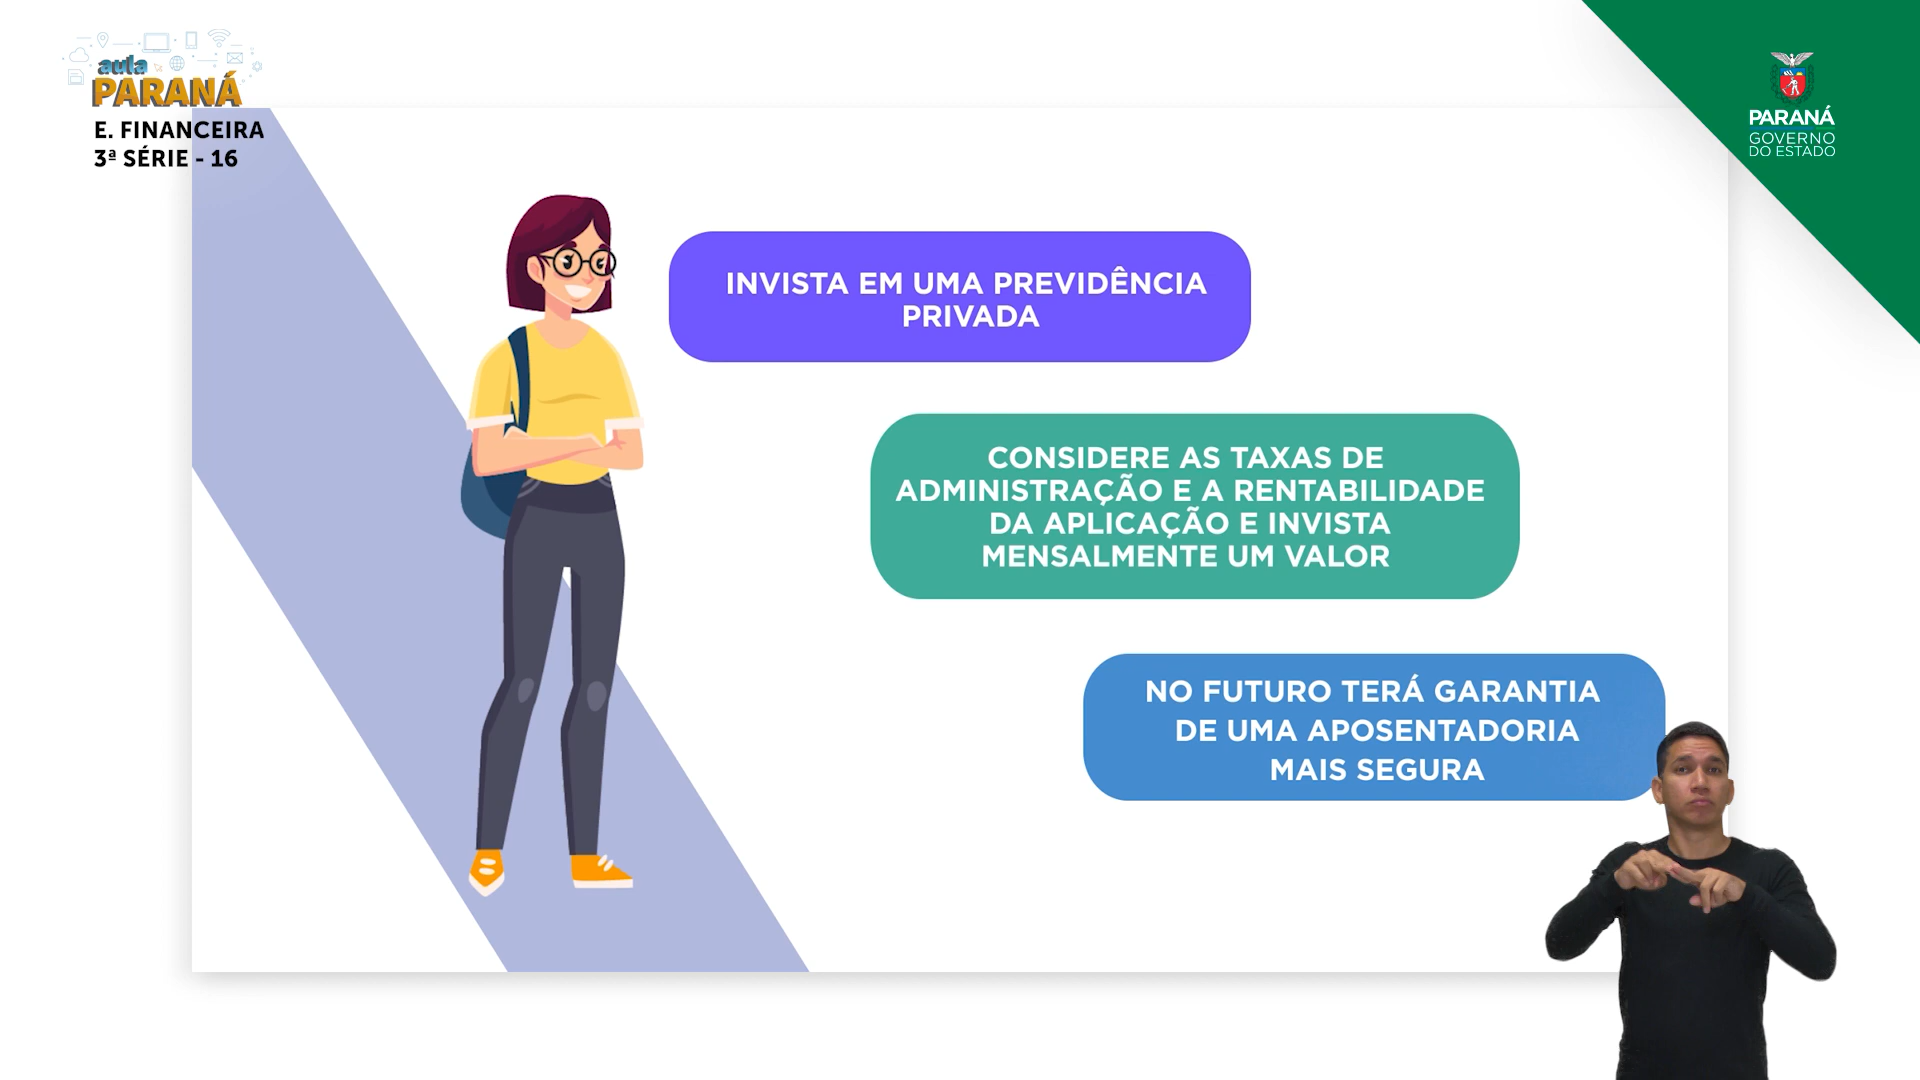 aula
PARANÁ
E. FINANCEIRA
3ª SÉRIE - 16
PARANÁ
GOVERNO
DO ESTADO
INVISTA EM UMA PREVIDÊNCIA
PRIVADA
CONSIDERE AS TAXAS DE
ADMINISTRAÇÃO E A RENTABILIDADE
DA APLICAÇÃO E INVISTA
MENSALMENTE UM VALOR
NO FUTURO TERÁ GARANTIA
DE UMA APOSENTADORIA
MAIS SEGURA